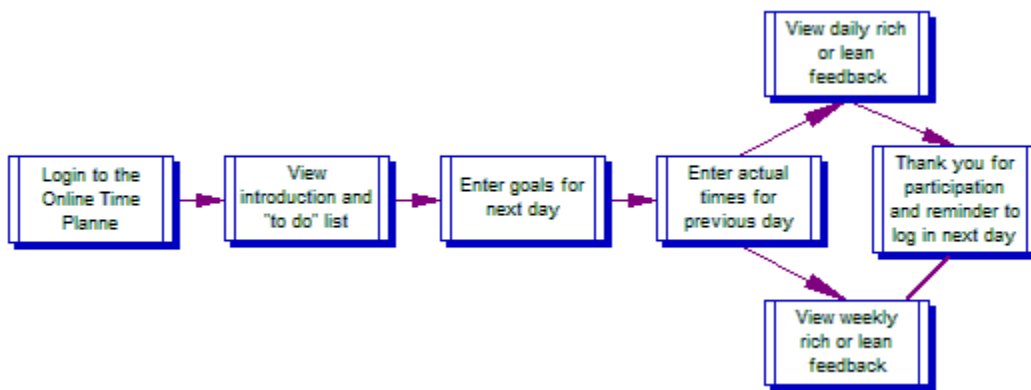 Login to the
Online Time
Planne
View
introduction and
"to do" list
Enter goals for
next day
Enter actual
times for
previous day
View daily rich
or lean
feedback
View weekly
rich or lean
feedback
Thank you for
participation
and reminder to
log in next day